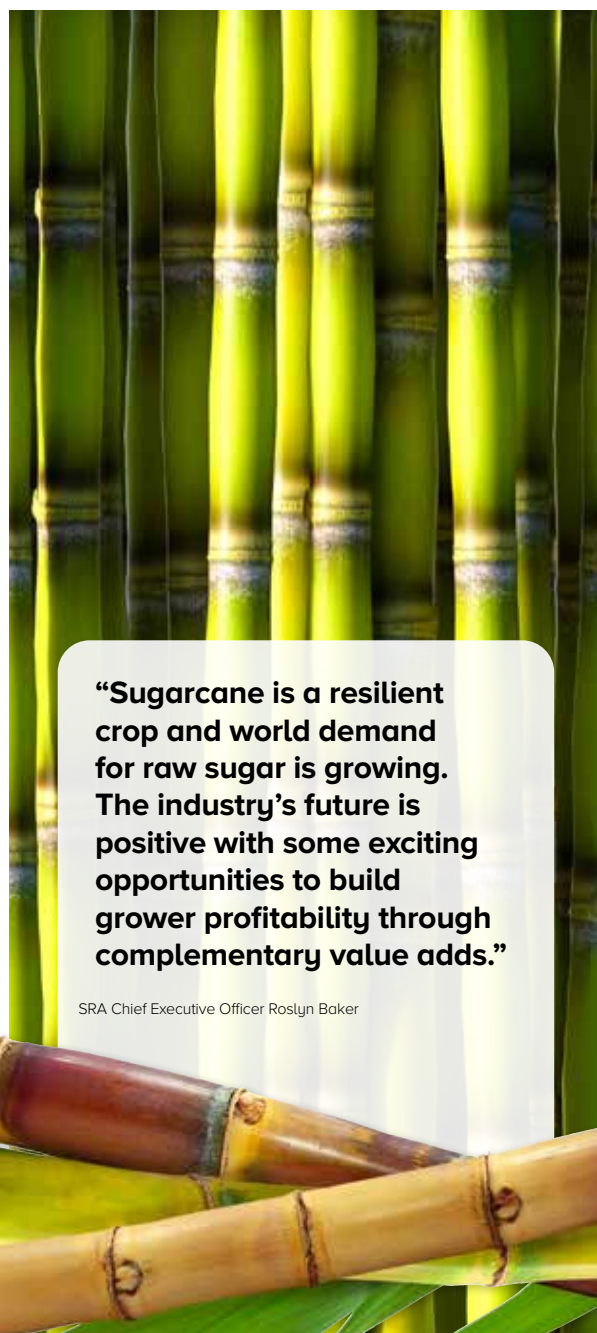 “Sugarcane is a resilient
crop and world demand
for raw sugar is growing.
The industry’s future is
positive with some exciting
opportunities to build
grower profitability through
complementary value adds.”
SRA Chief Executive Officer Roslyn Baker